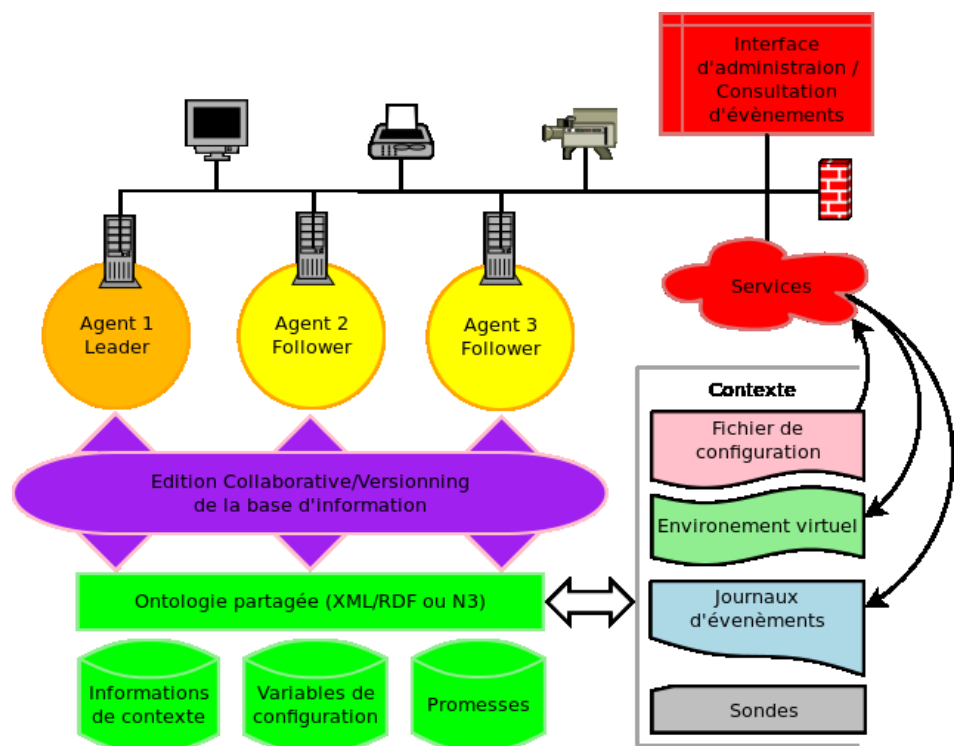 Interface
d'administraion /
Consultation
d'évènements
Services
Agent 1
Leader
Agent 2
Follower
Agent 3
Follower
Contexte
Fichier de
configuration
Edition Collaborative/Versionning
de la base d'information
Environement virtuel
Ontologie partagée (XML/RDF ou N3)
Journaux
d'évenèments
Informations
de contexte
Variables de
configuration
Promesses
Sondes